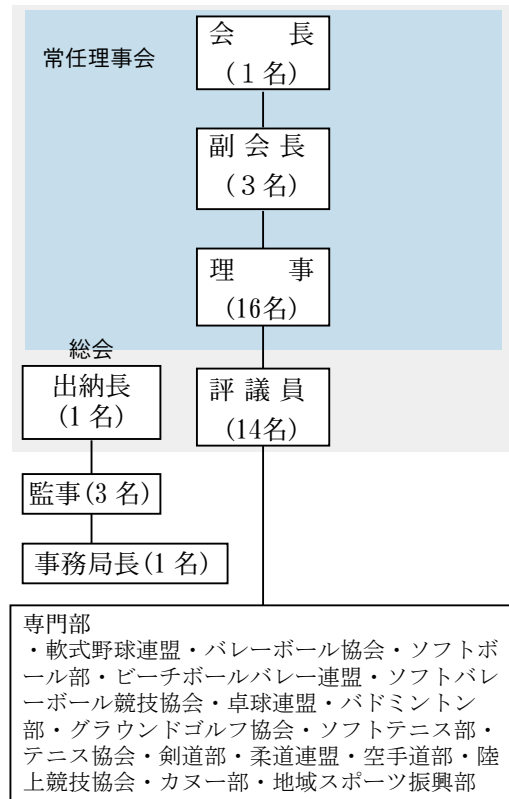 会　　長
(1名)
常任理事会
副 会 長
(3名)
理　　事
(16名)
総会
出納長
(1名)
評 議 員
(14名)
監事(3 名)
事務局長(1 名)
専門部
・軟式野球連盟・バレーボール協会・ソフトボ
ール部・ビーチボールバレー連盟・ソフトバレ
ーボール競技協会・卓球連盟・バドミントン
部・グラウンドゴルフ協会・ソフトテニス部・
テニス協会・剣道部・柔道連盟・空手道部・陸
上競技協会・カヌー部・地域スポーツ振興部